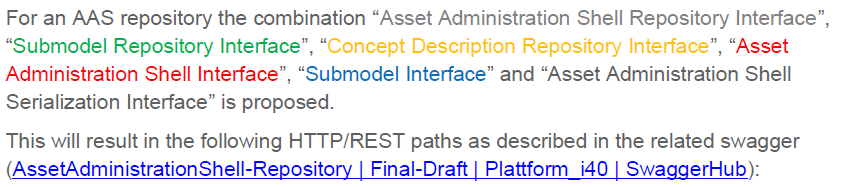 For an AAS repository the combination “Asset Administration Shell Repository Interface”,
“Submodel Repository Interface”, “Concept Description Repository Interface”, “Asset
Administration Shell Interface”, “Submodel Interface” and “Asset Administration Shell
Serialization Interface” is proposed.
This will result in the following HTTP/REST paths as described in the related swagger
(AssetAdministrationShell-Repository | Final-Draft | Plattform_i40 | SwaggerHub):